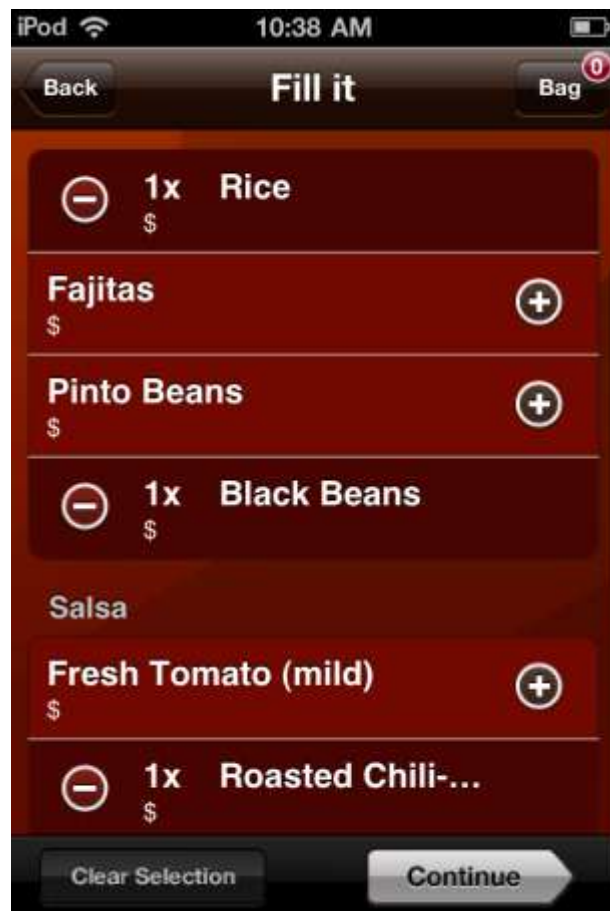 iPod 10:38 AM
Back Fill it Bag 0
1x Rice
$
Fajitas
$
Pinto Beans
$
1x Black Beans
$
Salsa
Fresh Tomato (mild)
$
1x Roasted Chili-...
$
Clear Selection Continue